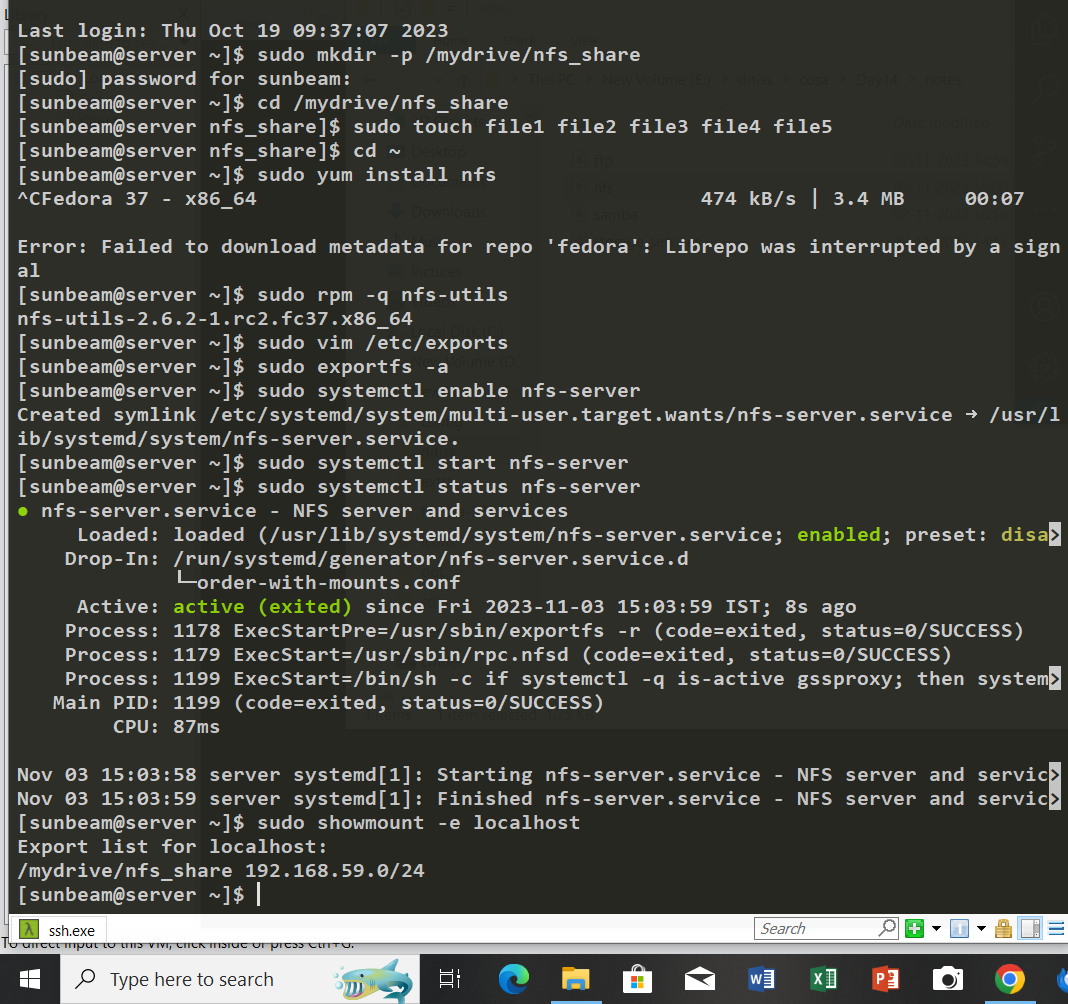 Last login: Thu Oct 19 09:37:07 2023
[sunbeam@server ~]$ sudo mkdir -p /mydrive/nfs_share
[sudo] password for sunbeam:
[sunbeam@server ~]$ cd /mydrive/nfs_share
[sunbeam@server nfs_share]$ sudo touch file1 file2 file3 file4 file5
[sunbeam@server nfs_share]$ cd ~
[sunbeam@server ~]$ sudo yum install nfs
^CFedora 37 - x86_64 474 kB/s | 3.4 MB 00:07
Error: Failed to download metadata for repo 'fedora': Librepo was interrupted by a sign
al
[sunbeam@server ~]$ sudo rpm -q nfs-utils
nfs-utils-2.6.2-1.rc2.fc37.x86_64
[sunbeam@server ~]$ sudo vim /etc/exports
[sunbeam@server ~]$ sudo exportfs -a
[sunbeam@server ~]$ sudo systemctl enable nfs-server
Created symlink /etc/systemd/system/multi-user.target.wants/nfs-server.service → /usr/l
ib/systemd/system/nfs-server.service.
[sunbeam@server ~]$ sudo systemctl start nfs-server
[sunbeam@server ~]$ sudo systemctl status nfs-server
● nfs-server.service - NFS server and services
Loaded: loaded (/usr/lib/systemd/system/nfs-server.service; enabled; preset: disa>
Drop-In: /run/systemd/generator/nfs-server.service.d
└─order-with-mounts.conf
Active: active (exited) since Fri 2023-11-03 15:03:59 IST; 8s ago
Process: 1178 ExecStartPre=/usr/sbin/exportfs -r (code=exited, status=0/SUCCESS)
Process: 1179 ExecStart=/usr/sbin/rpc.nfsd (code=exited, status=0/SUCCESS)
Process: 1199 ExecStart=/bin/sh -c if systemctl -q is-active gssproxy; then system>
Main PID: 1199 (code=exited, status=0/SUCCESS)
CPU: 87ms
Nov 03 15:03:58 server systemd[1]: Starting nfs-server.service - NFS server and servic>
Nov 03 15:03:59 server systemd[1]: Finished nfs-server.service - NFS server and servic>
[sunbeam@server ~]$ sudo showmount -e localhost
Export list for localhost:
/mydrive/nfs_share 192.168.59.0/24
[sunbeam@server ~]$
ssh.exe Search
To direct input to this VM, click inside or press Ctrl+G.
Type here to search